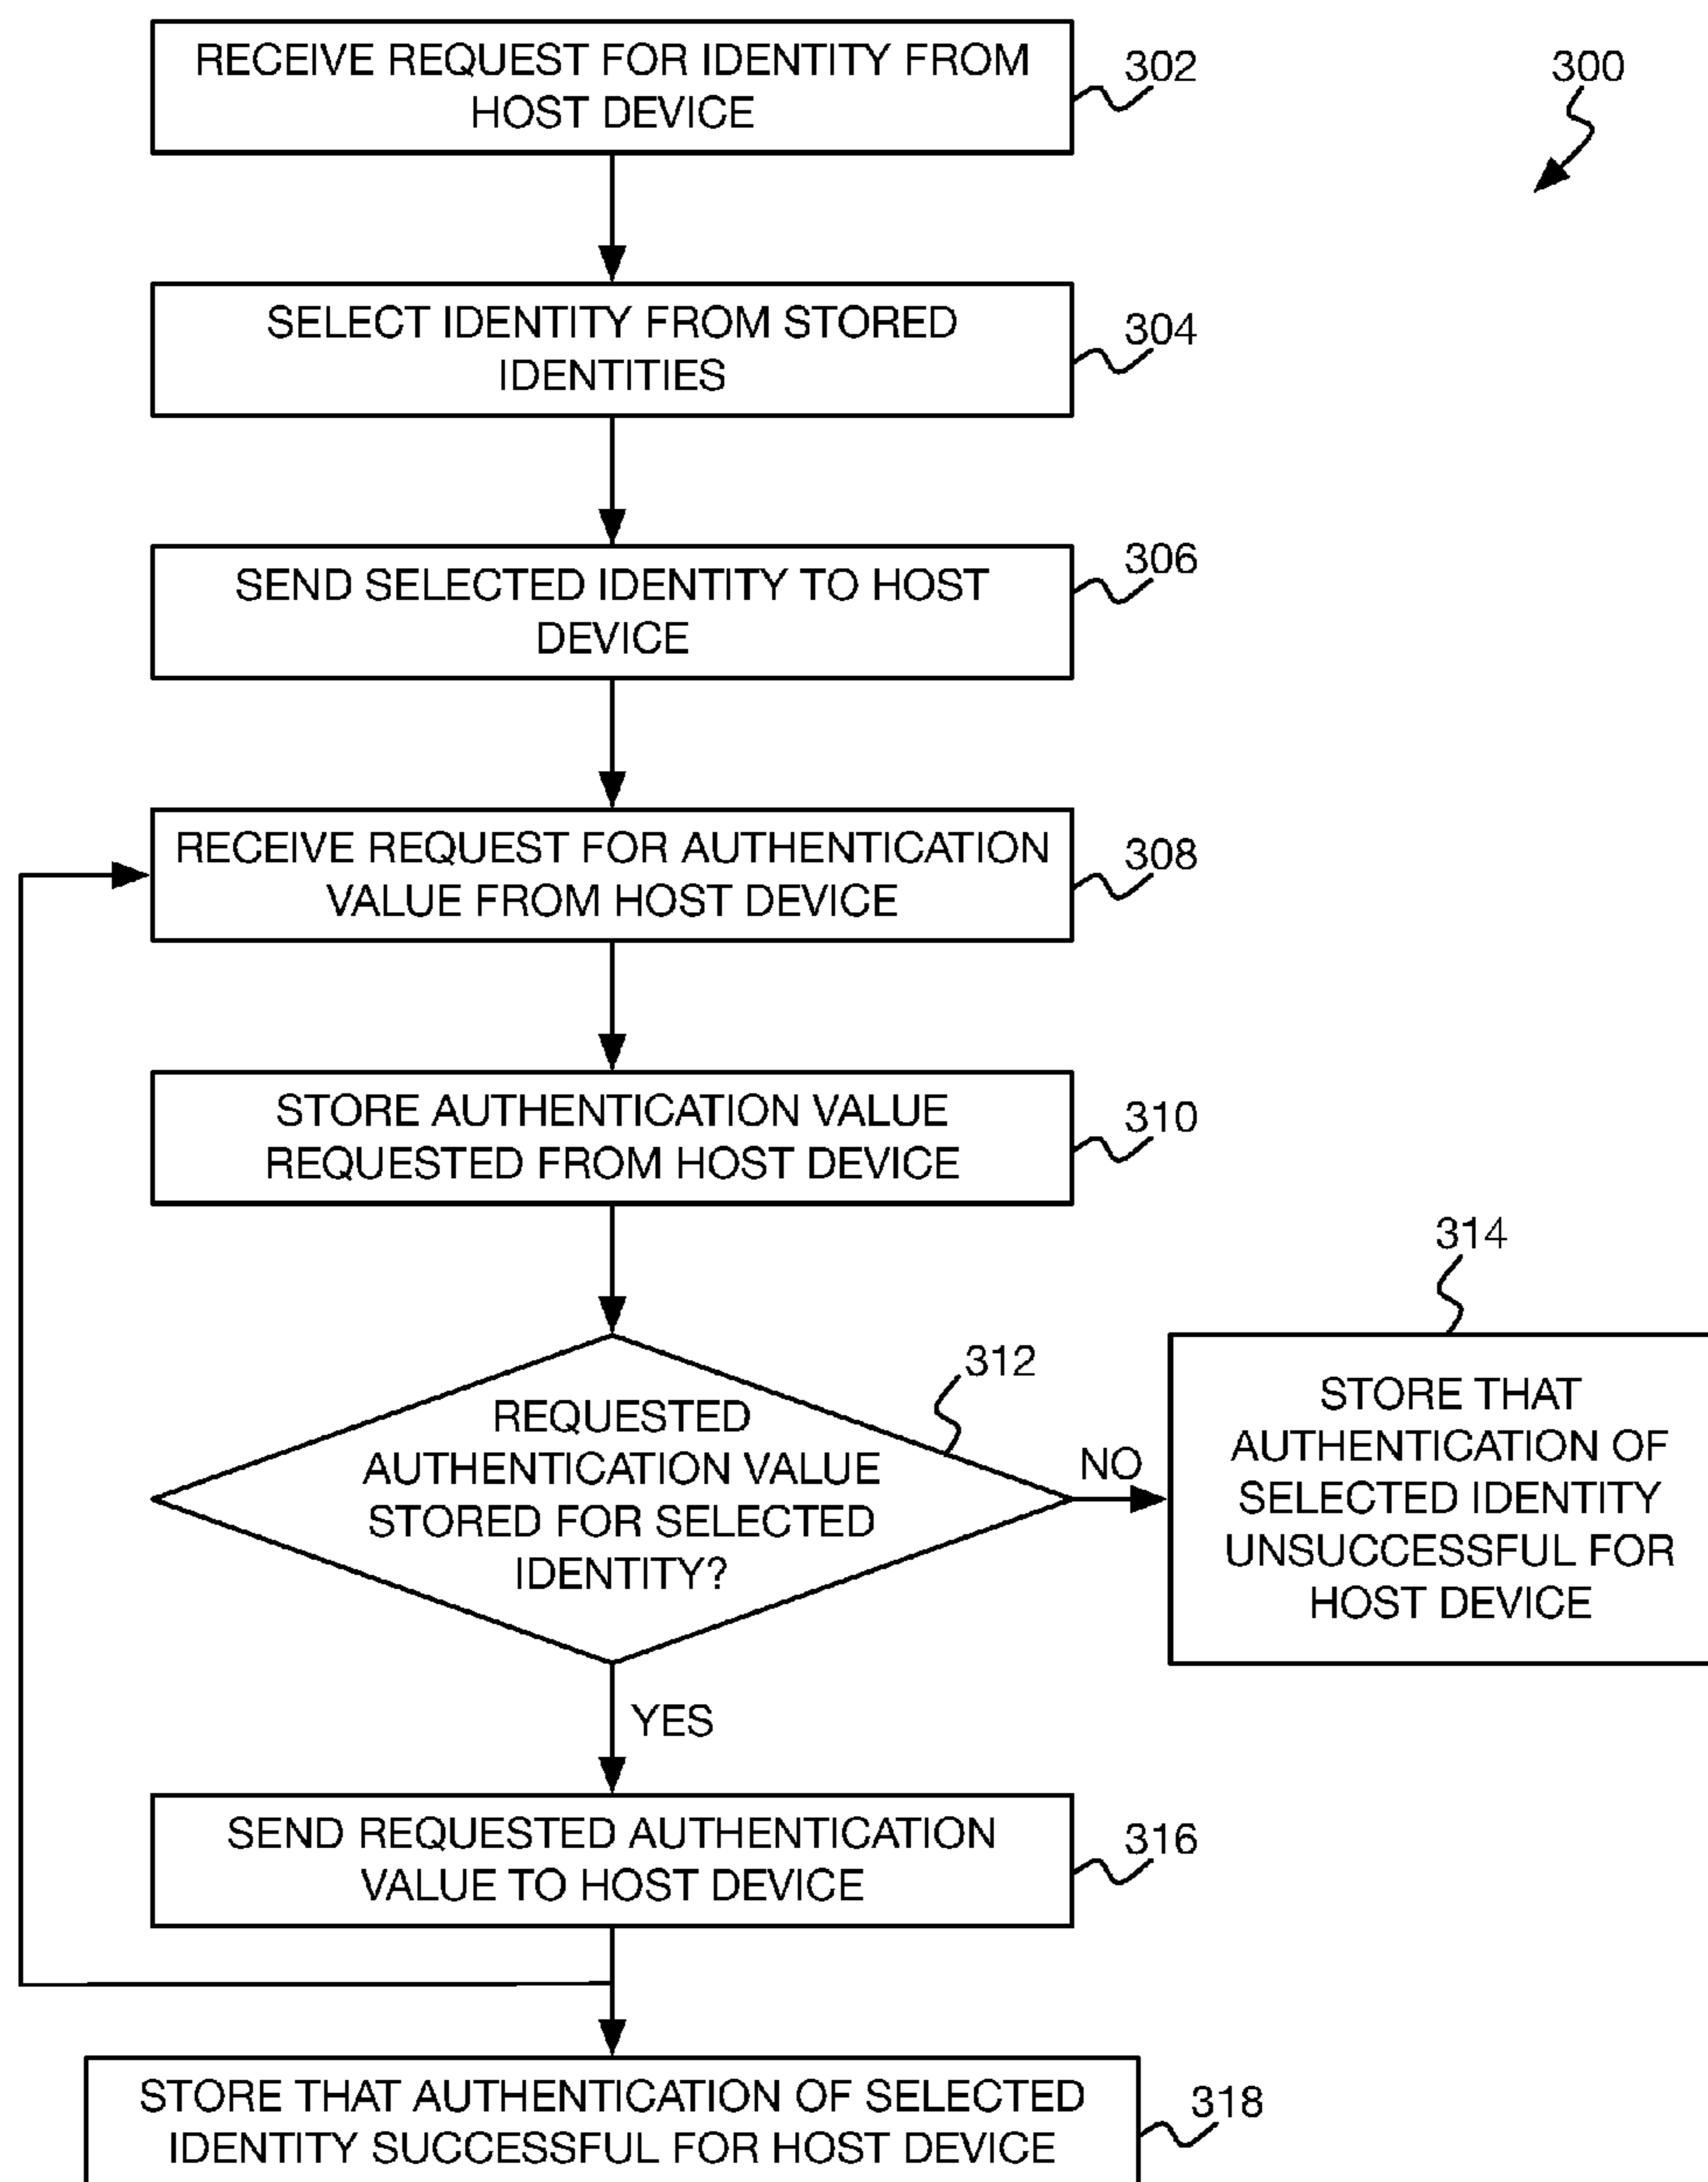 RECEIVE REQUEST FOR IDENTITY FROM
HOST DEVICE
302
300
SELECT IDENTITY FROM STORED
IDENTITIES
304
SEND SELECTED IDENTITY TO HOST
DEVICE
306
RECEIVE REQUEST FOR AUTHENTICATION
VALUE FROM HOST DEVICE
308
STORE AUTHENTICATION VALUE
REQUESTED FROM HOST DEVICE
310
REQUESTED
AUTHENTICATION VALUE
STORED FOR SELECTED
IDENTITY?
312
NO
314
STORE THAT
AUTHENTICATION OF
SELECTED IDENTITY
UNSUCCESSFUL FOR
HOST DEVICE
YES
SEND REQUESTED AUTHENTICATION
VALUE TO HOST DEVICE
316
STORE THAT AUTHENTICATION OF SELECTED
IDENTITY SUCCESSFUL FOR HOST DEVICE
318